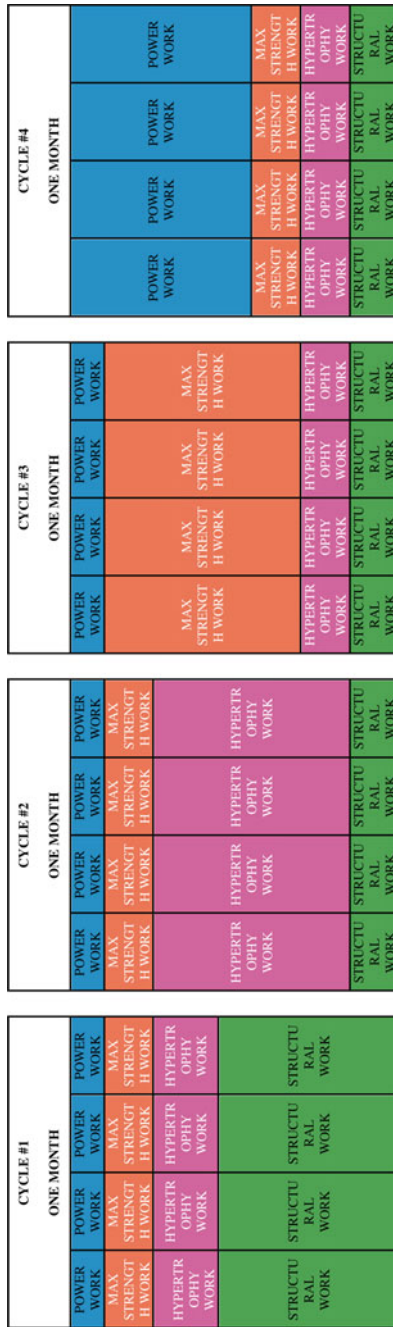 CYCLE #1
ONE MONTH
POWER POWER POWER POWER
WORK WORK WORK WORK
MAX MAX MAX MAX
STRENGT STRENGT STRENGT STRENGT
H WORK H WORK H WORK H WORK
HYPERTR HYPERTR HYPERTR HYPERTR
OPHY OPHY OPHY OPHY
WORK WORK WORK WORK
STRUCTU STRUCTU STRUCTU STRUCTU
RAL RAL RAL RAL
WORK WORK WORK WORK
CYCLE #2
ONE MONTH
POWER POWER POWER POWER
WORK WORK WORK WORK
MAX MAX MAX MAX
STRENGT STRENGT STRENGT STRENGT
H WORK H WORK H WORK H WORK
HYPERTR HYPERTR HYPERTR HYPERTR
OPHY OPHY OPHY OPHY
WORK WORK WORK WORK
STRUCTU STRUCTU STRUCTU STRUCTU
RAL RAL RAL RAL
WORK WORK WORK WORK
CYCLE #3
ONE MONTH
POWER POWER POWER POWER
WORK WORK WORK WORK
MAX MAX MAX MAX
STRENGT STRENGT STRENGT STRENGT
H WORK H WORK H WORK H WORK
HYPERTR HYPERTR HYPERTR HYPERTR
OPHY OPHY OPHY OPHY
WORK WORK WORK WORK
STRUCTU STRUCTU STRUCTU STRUCTU
RAL RAL RAL RAL
WORK WORK WORK WORK
CYCLE #4
ONE MONTH
POWER POWER POWER POWER
WORK WORK WORK WORK
MAX MAX MAX MAX
STRENGT STRENGT STRENGT STRENGT
H WORK H WORK H WORK H WORK
HYPERTR HYPERTR HYPERTR HYPERTR
OPHY OPHY OPHY OPHY
WORK WORK WORK WORK
STRUCTU STRUCTU STRUCTU STRUCTU
RAL RAL RAL RAL
WORK WORK WORK WORK